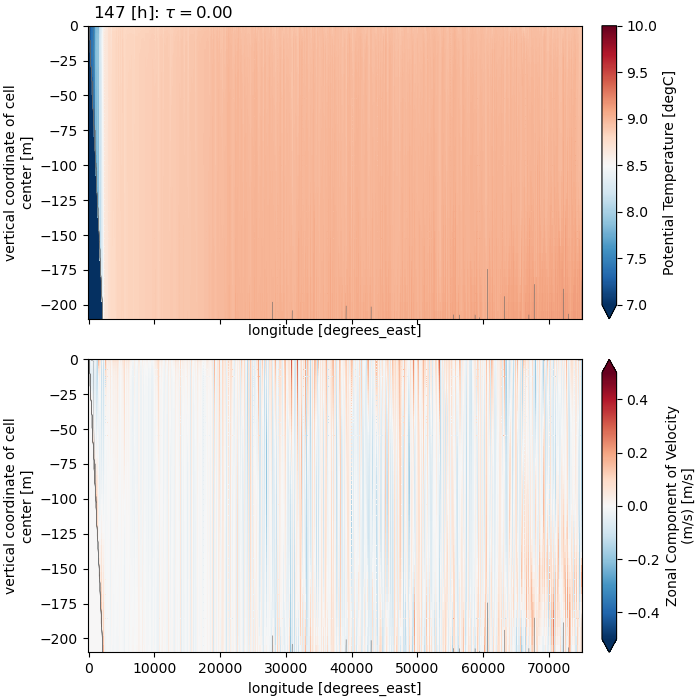 147 [h]: τ = 0.00
0
−25
−50
−75
−100
−125
−150
−175
−200
vertical coordinate of cell
center [m]
longitude [degrees_east]
10.0
9.5
9.0
8.5
8.0
7.5
7.0
Potential Temperature [degC]
0
−25
−50
−75
−100
−125
−150
−175
−200
vertical coordinate of cell
center [m]
0 10000 20000 30000 40000 50000 60000 70000
longitude [degrees_east]
0.4
0.2
0.0
−0.2
−0.4
Zonal Component of Velocity
(m/s) [m/s]